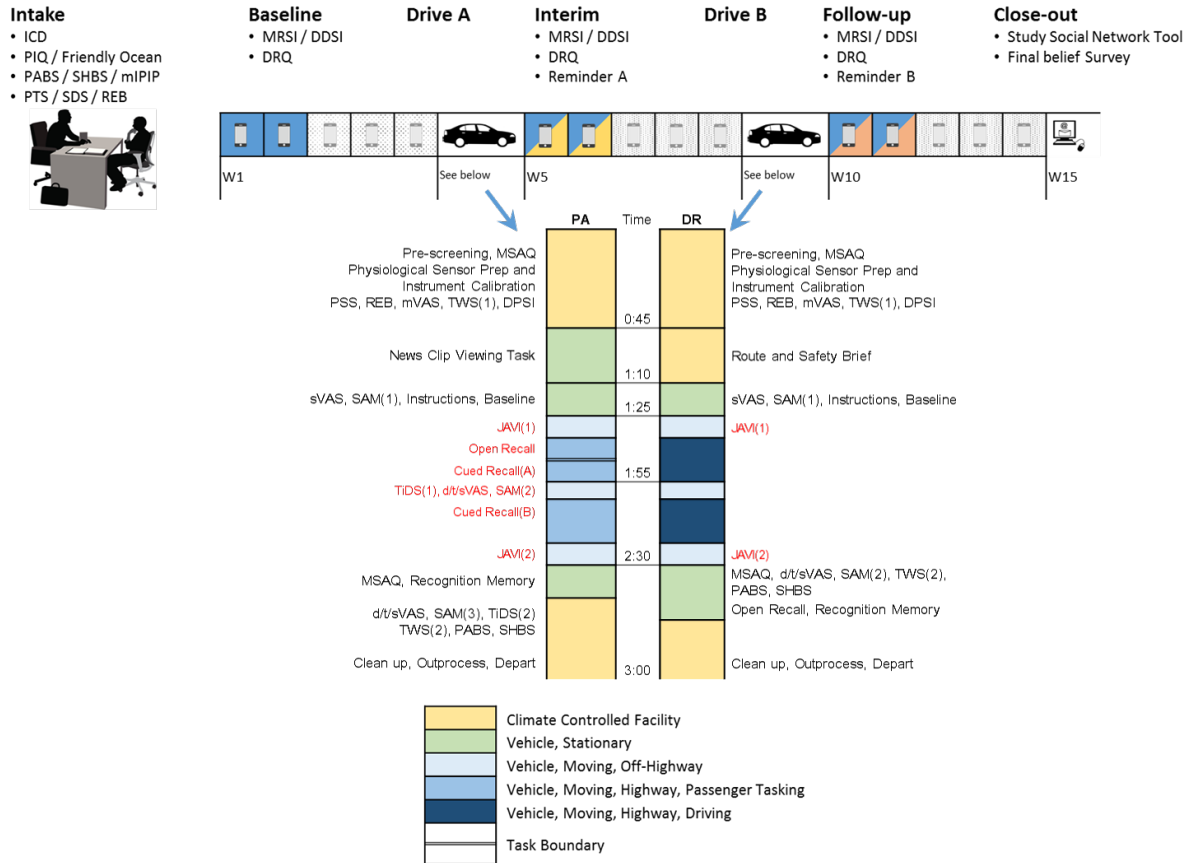 Intake
• ICD
• PIQ / Friendly Ocean
• PABS / SHBS / mIPIP
• PTS / SDS / REB
Baseline
• MRSI / DDSI
• DRQ
Drive A
Interim
• MRSI / DDSI
• DRQ
• Reminder A
Drive B
Follow-up
• MRSI / DDSI
• DRQ
• Reminder B
Close-out
• Study Social Network Tool
• Final belief Survey
W1
See below
W5
See below
W10
W15
PA
Time
DR
Pre-screening, MSAQ
Physiological Sensor Prep and
Instrument Calibration
PSS, REB, mVAS, TWS(1), DPSI
0:45
Pre-screening, MSAQ
Physiological Sensor Prep and
Instrument Calibration
PSS, REB, mVAS, TWS(1), DPSI
News Clip Viewing Task
1:10
Route and Safety Brief
sVAS, SAM(1), Instructions, Baseline
1:25
sVAS, SAM(1), Instructions, Baseline
JAVI(1)
JAVI(1)
Open Recall
Cued Recall(A)
1:55
TiDS(1), d/t/sVAS, SAM(2)
Cued Recall(B)
JAVI(2)
2:30
JAVI(2)
MSAQ, Recognition Memory
MSAQ, d/t/sVAS, SAM(2), TWS(2),
PABS, SHBS
Open Recall, Recognition Memory
d/t/sVAS, SAM(3), TiDS(2)
TWS(2), PABS, SHBS
Clean up, Outprocess, Depart
3:00
Clean up, Outprocess, Depart
Climate Controlled Facility
Vehicle, Stationary
Vehicle, Moving, Off-Highway
Vehicle, Moving, Highway, Passenger Tasking
Vehicle, Moving, Highway, Driving
Task Boundary